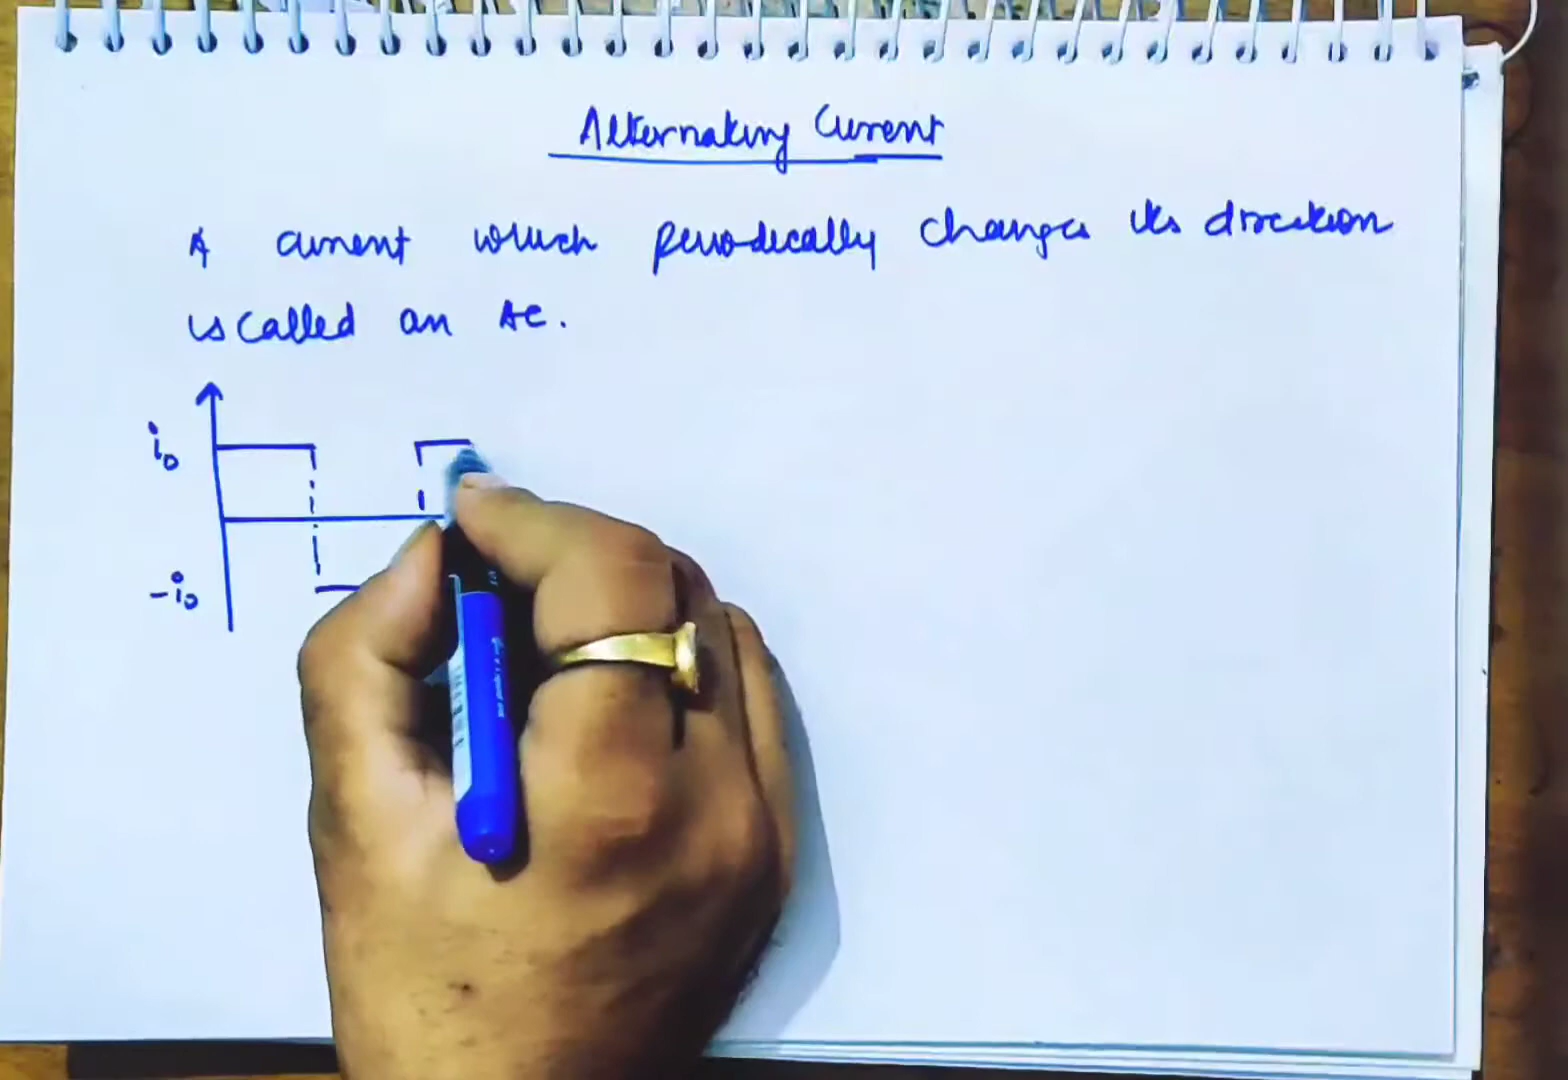 Alternating Current
A current which periodically changes its direction
is called an AC.
i₀
-i₀